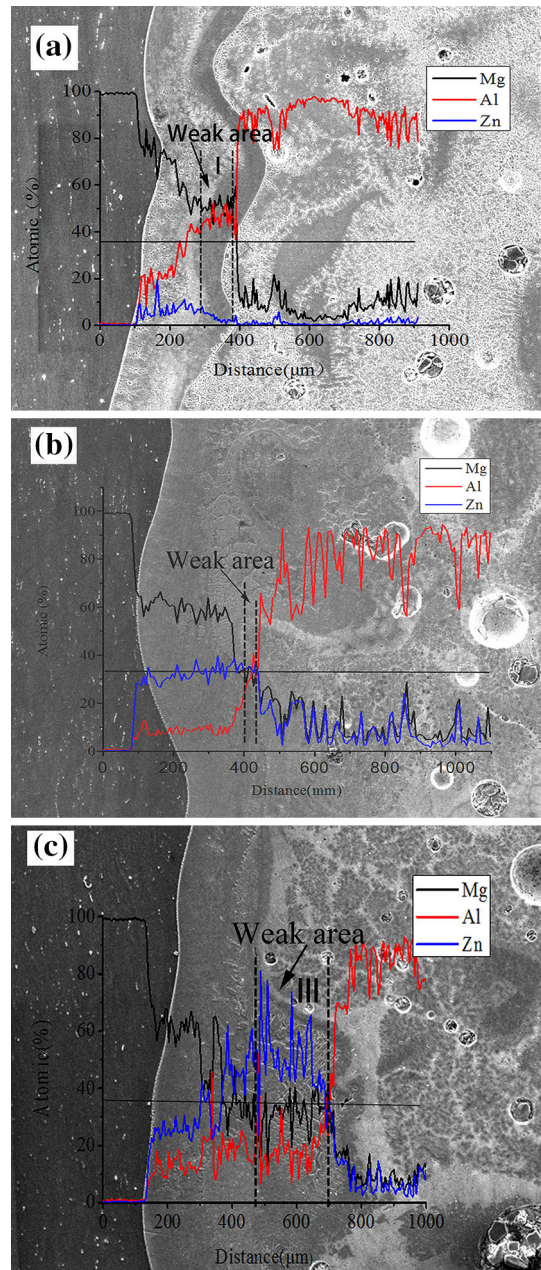 (a)
Mg
Al
Zn
Weak area
I
Atomic (%)
100
80
60
40
20
0
0 200 400 600 800 1000
Distance(μm)
(b)
Mg
Al
Zn
Weak area
Atomic (%)
100
80
60
40
20
0
0 200 400 600 800 1000
Distance(mm)
(c)
Mg
Al
Zn
Weak area
III
Atomic(%)
100
80
60
40
20
0
0 200 400 600 800 1000
Distance(μm)